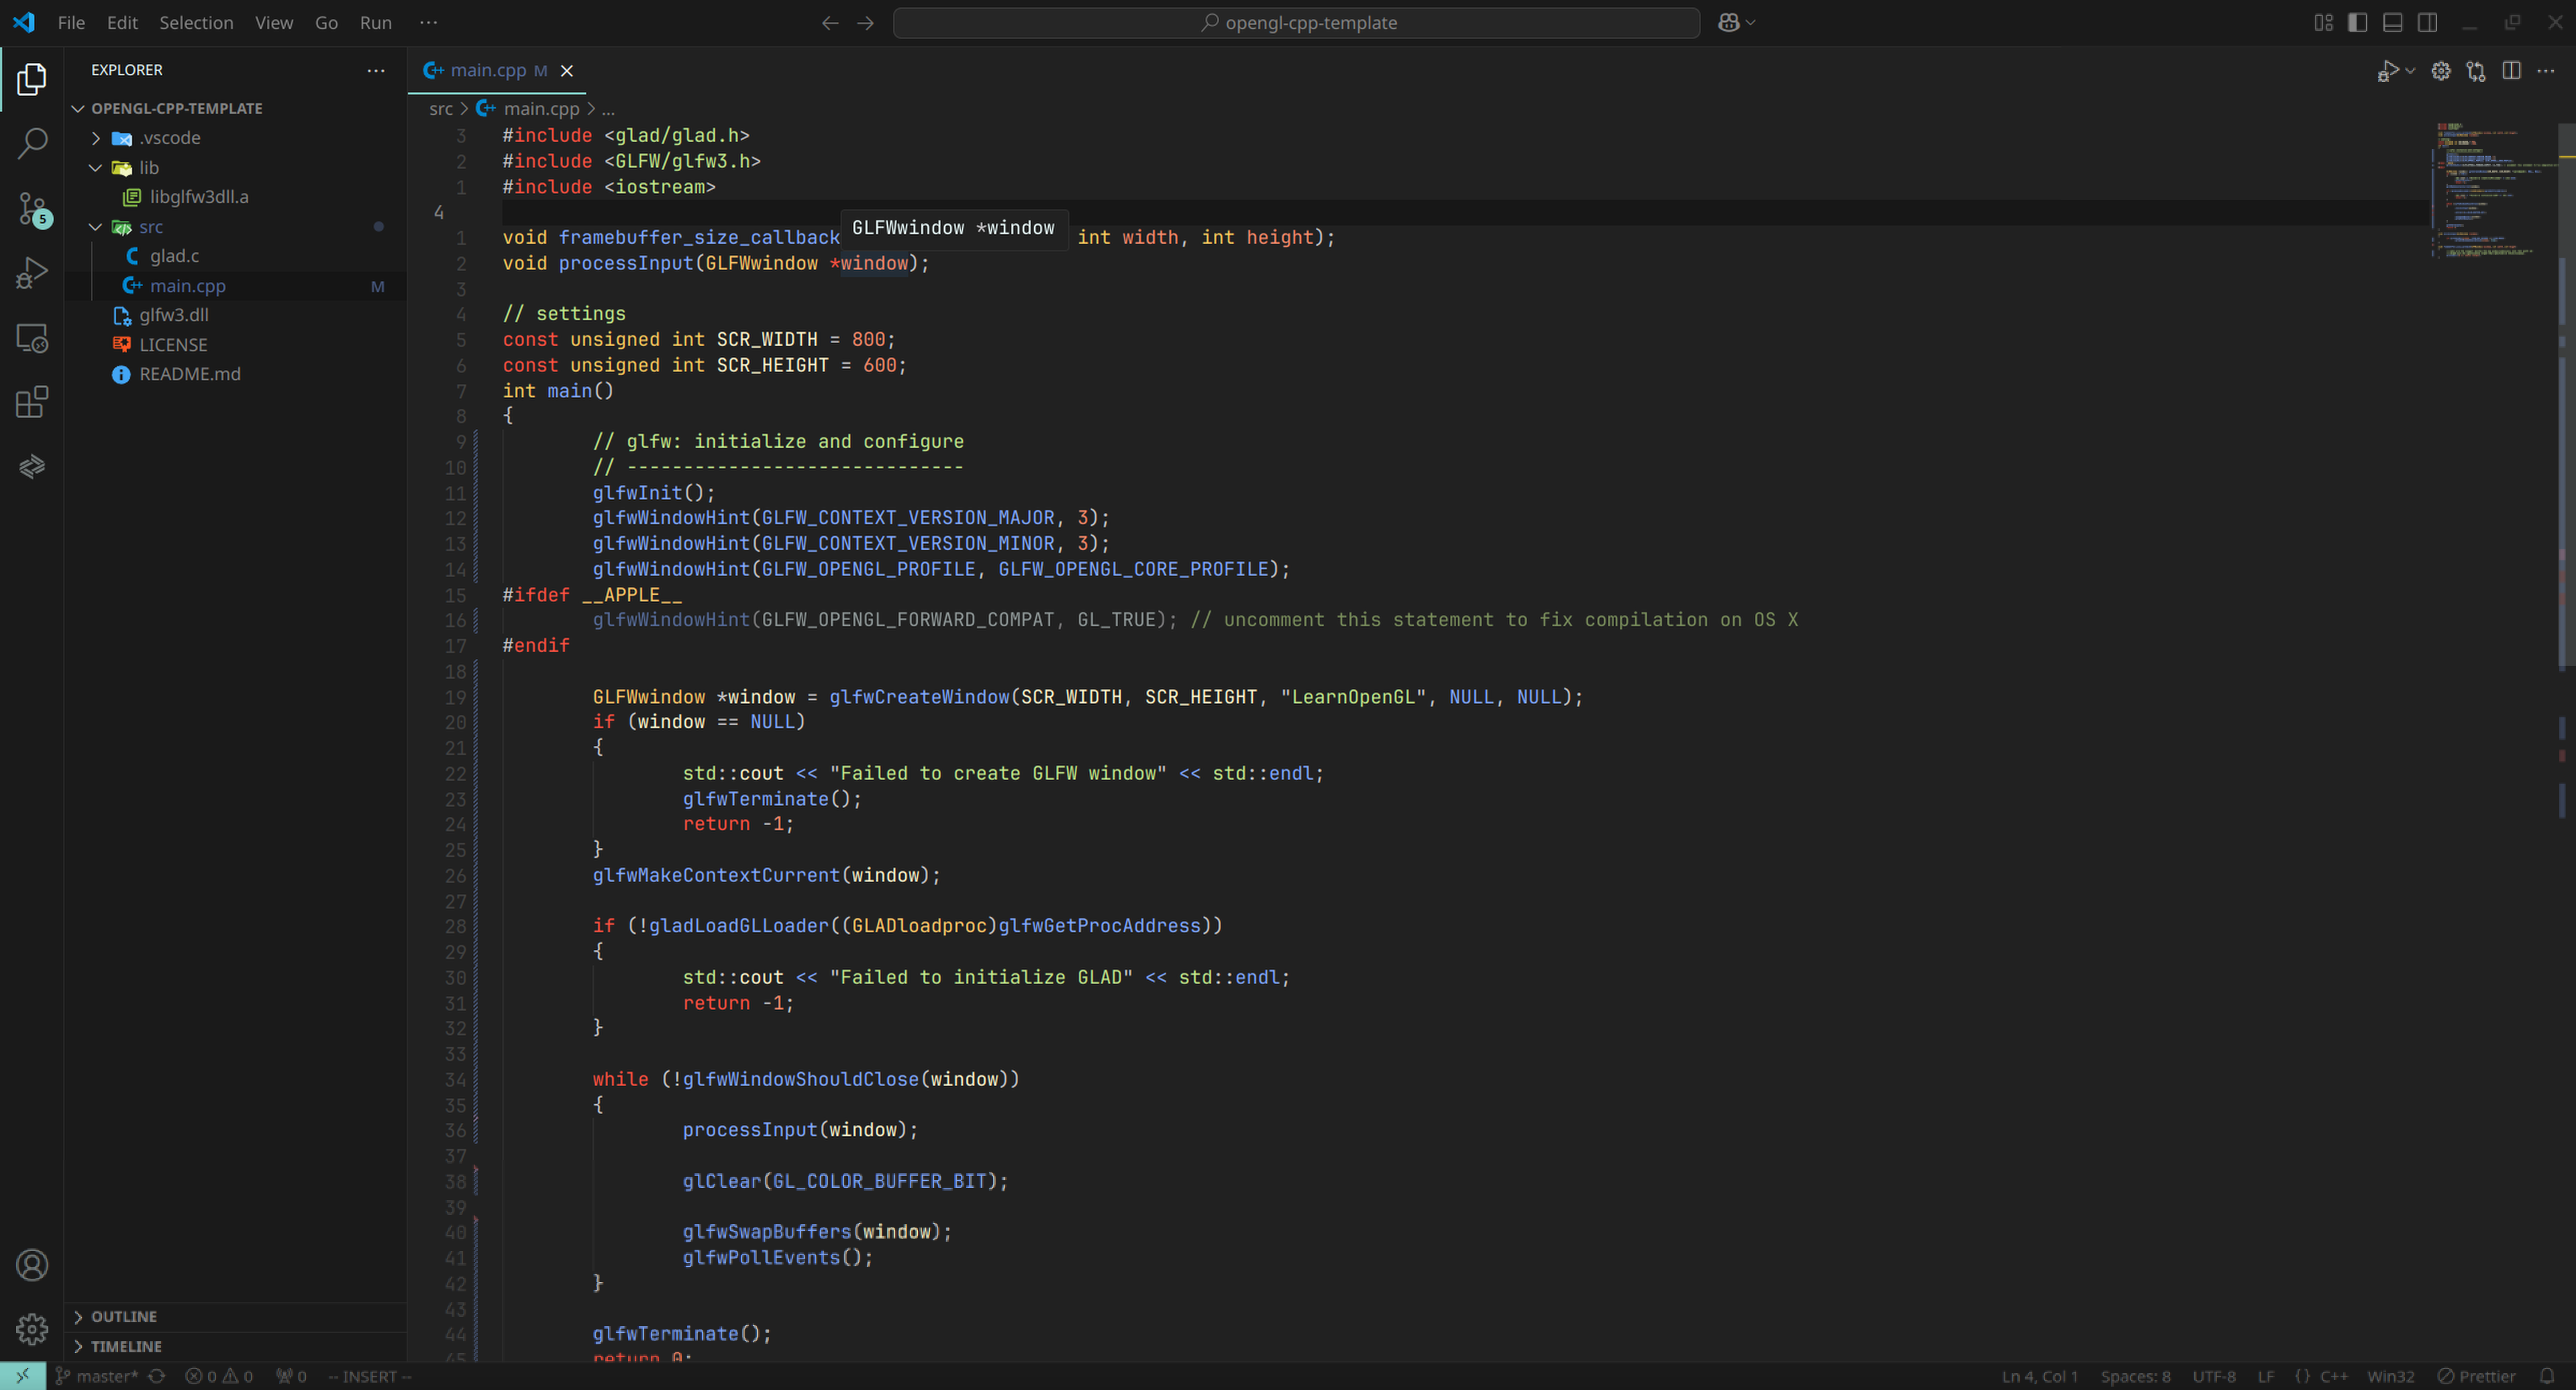 File Edit Selection View Go Run ···
opengl-cpp-template
EXPLORER
OPENGL-CPP-TEMPLATE
.vscode
lib
libglfw3dll.a
src
glad.c
main.cpp M
glfw3.dll
LICENSE
README.md
OUTLINE
TIMELINE
5
main.cpp M
src > main.cpp > ...
3 #include <glad/glad.h>
2 #include <GLFW/glfw3.h>
1 #include <iostream>
4
GLFWwindow *window
1 void framebuffer_size_callback int width, int height);
2 void processInput(GLFWwindow *window);
3
4 // settings
5 const unsigned int SCR_WIDTH = 800;
6 const unsigned int SCR_HEIGHT = 600;
7 int main()
8 {
9 // glfw: initialize and configure
10 // ------------------------------
11 glfwInit();
12 glfwWindowHint(GLFW_CONTEXT_VERSION_MAJOR, 3);
13 glfwWindowHint(GLFW_CONTEXT_VERSION_MINOR, 3);
14 glfwWindowHint(GLFW_OPENGL_PROFILE, GLFW_OPENGL_CORE_PROFILE);
15 #ifdef __APPLE__
16 glfwWindowHint(GLFW_OPENGL_FORWARD_COMPAT, GL_TRUE); // uncomment this statement to fix compilation on OS X
17 #endif
18
19 GLFWwindow *window = glfwCreateWindow(SCR_WIDTH, SCR_HEIGHT, "LearnOpenGL", NULL, NULL);
20 if (window == NULL)
21 {
22 std::cout << "Failed to create GLFW window" << std::endl;
23 glfwTerminate();
24 return -1;
25 }
26 glfwMakeContextCurrent(window);
27
28 if (!gladLoadGLLoader((GLADloadproc)glfwGetProcAddress))
29 {
30 std::cout << "Failed to initialize GLAD" << std::endl;
31 return -1;
32 }
33
34 while (!glfwWindowShouldClose(window))
35 {
36 processInput(window);
37
38 glClear(GL_COLOR_BUFFER_BIT);
39
40 glfwSwapBuffers(window);
41 glfwPollEvents();
42 }
43
44 glfwTerminate();
45 return 0;
master* 0 0 0 -- INSERT -- Ln 4, Col 1 Spaces: 8 UTF-8 LF {} C++ Win32 Prettier